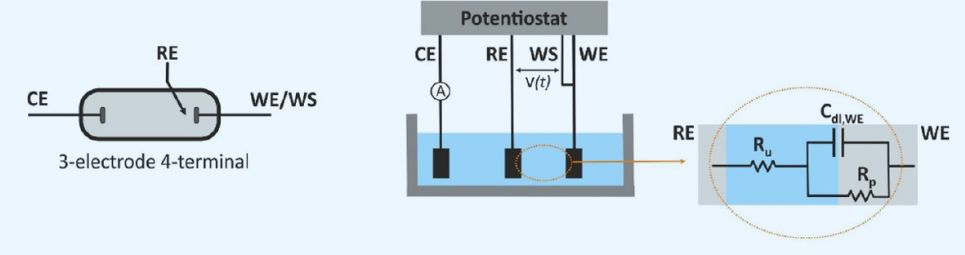 RE
CE
WE/WS
3-electrode 4-terminal
Potentiostat
CE
RE
WS
WE
A
v(t)
RE
WE
Cdl,WE
Ru
Rp